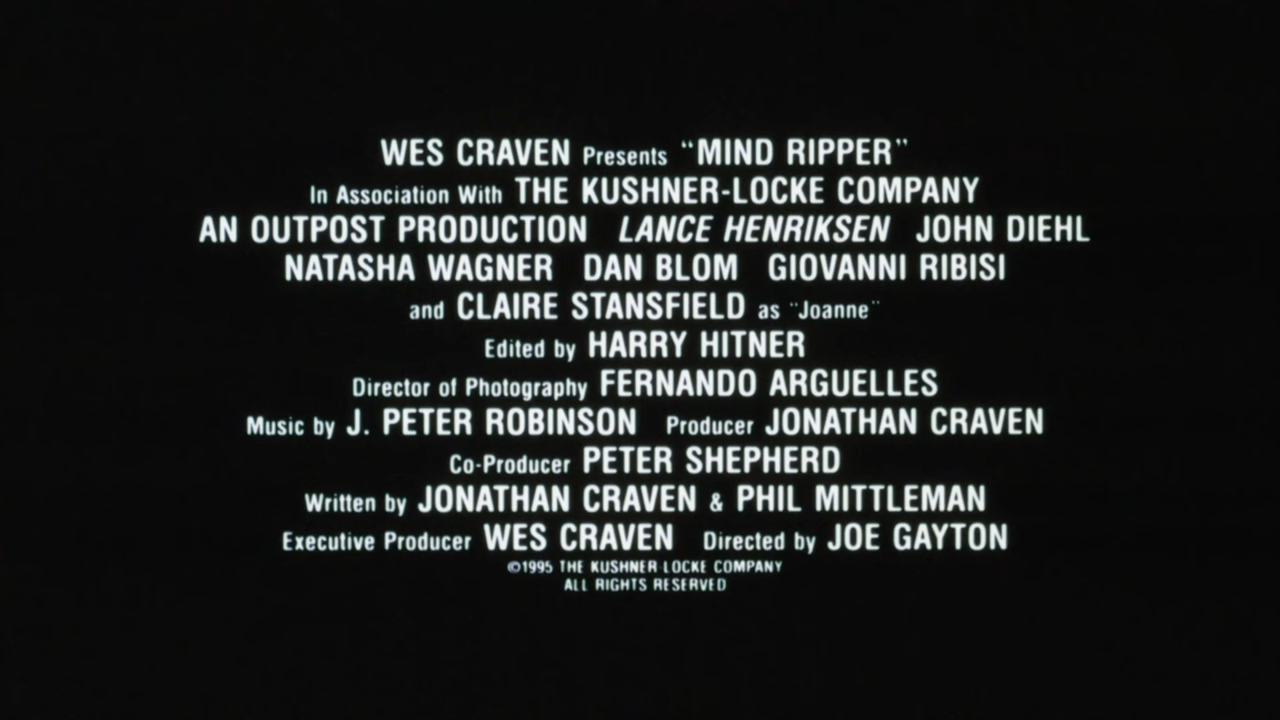 WES CRAVEN Presents "MIND RIPPER"
In Association With THE KUSHNER-LOCKE COMPANY
AN OUTPOST PRODUCTION LANCE HENRIKSEN JOHN DIEHL
NATASHA WAGNER DAN BLOM GIOVANNI RIBISI
and CLAIRE STANSFIELD as "Joanne"
Edited by HARRY HITNER
Director of Photography FERNANDO ARGUELLES
Music by J. PETER ROBINSON Producer JONATHAN CRAVEN
Co-Producer PETER SHEPHERD
Written by JONATHAN CRAVEN & PHIL MITTLEMAN
Executive Producer WES CRAVEN Directed by JOE GAYTON
©1995 THE KUSHNER LOCKE COMPANY
ALL RIGHTS RESERVED